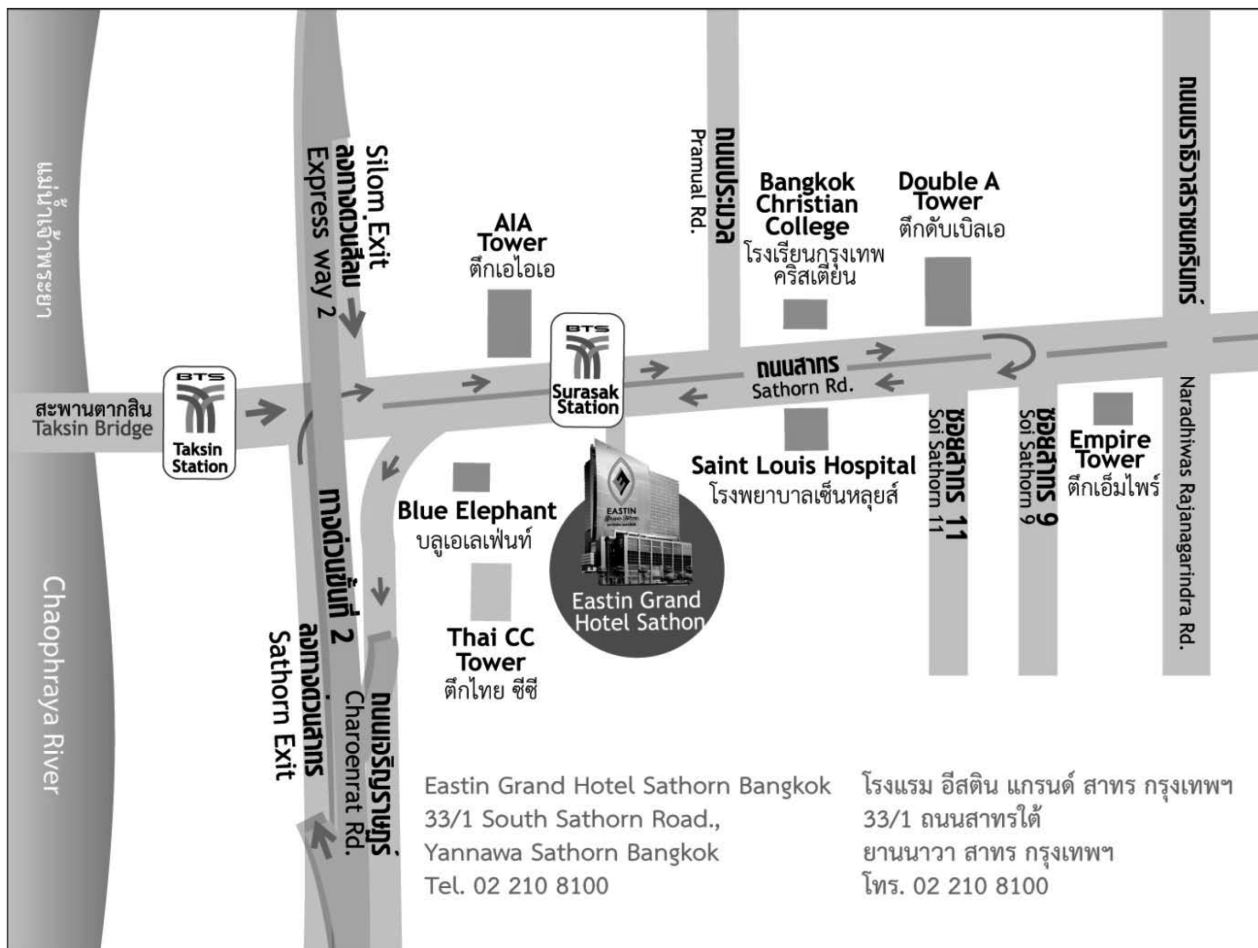 แม่น้ำเจ้าพระยา
Chaophraya River
สะพานตากสิน
Taksin Bridge
BTS
Taksin
Station
Silom Exit
ลงทางด่วนสีลม
Express way 2
AIA
Tower
ตึกเอไอเอ
BTS
Surasak
Station
ถนนประมวล
Pramual Rd.
Bangkok
Christian
College
โรงเรียนกรุงเทพ
คริสเตียน
Double A
Tower
ตึกดับเบิลเอ
ถนนนราธิวาสราชนครินทร์
Naradhiwas Rajanagarindra Rd.
ถนนสาทร
Sathorn Rd.
Blue Elephant
บลูเอเลเฟ่นท์
EASTIN
Eastin Grand
Hotel Sathon
Saint Louis Hospital
โรงพยาบาลเซ็นหลุยส์
ซอยสาทร 11
Soi Sathorn 11
ซอยสาทร 9
Soi Sathorn 9
Empire
Tower
ตึกเอ็มไพร์
ทางด่วนขั้นที่ 2
ลงทางด่วนสาทร
Sathorn Exit
Thai CC
Tower
ตึกไทย ซีซี
ถนนเจริญราษฎร์
Charoenrat Rd.
Eastin Grand Hotel Sathorn Bangkok
33/1 South Sathorn Road.,
Yannawa Sathorn Bangkok
Tel. 02 210 8100
โรงแรม อีสติน แกรนด์ สาทร กรุงเทพฯ
33/1 ถนนสาทรใต้
ยานนาวา สาทร กรุงเทพฯ
โทร. 02 210 8100